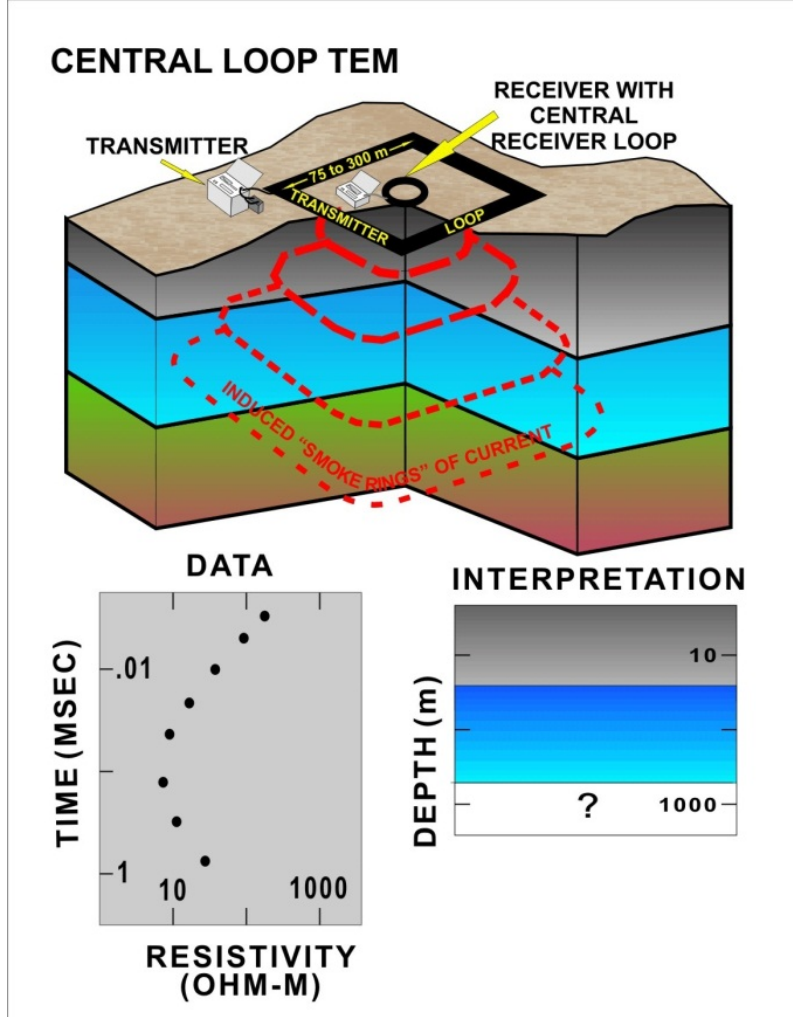 CENTRAL LOOP TEM
RECEIVER WITH
CENTRAL
RECEIVER LOOP
TRANSMITTER
75 to 300 m
TRANSMITTER
LOOP
INDUCED "SMOKE RINGS" OF CURRENT
DATA
TIME (MSEC)
.01
1
10
1000
RESISTIVITY
(OHM-M)
INTERPRETATION
DEPTH (m)
10
?
1000